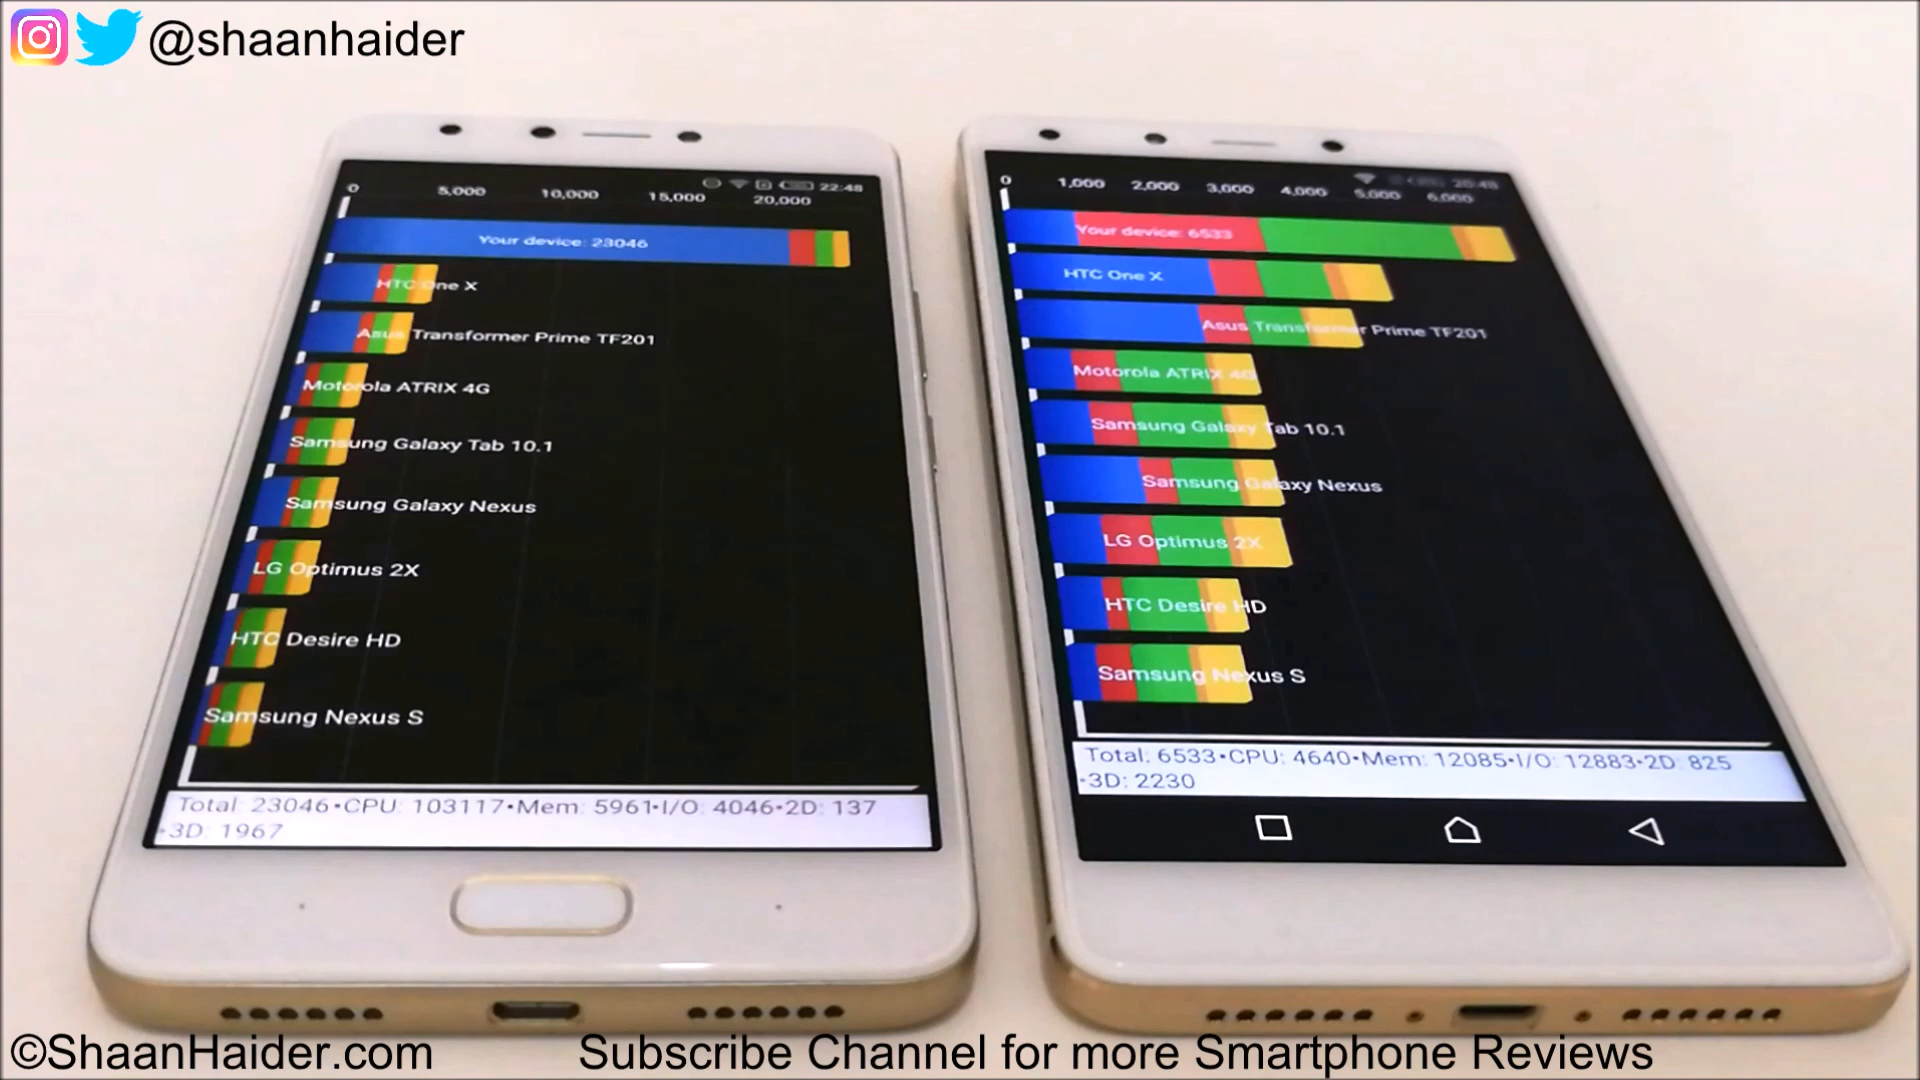 @shaanhaider
22:48
0 5,000 10,000 15,000 20,000
Your device: 23046
HTC One X
Asus Transformer Prime TF201
Motorola ATRIX 4G
Samsung Galaxy Tab 10.1
Samsung Galaxy Nexus
LG Optimus 2X
HTC Desire HD
Samsung Nexus S
Total: 23046•CPU: 103117•Mem: 5961•I/O: 4046•2D: 137
•3D: 1967
0 1,000 2,000 3,000 4,000 5,000 6,000
Your device: 6533
HTC One X
Asus Transformer Prime TF201
Motorola ATRIX 4G
Samsung Galaxy Tab 10.1
Samsung Galaxy Nexus
LG Optimus 2X
HTC Desire HD
Samsung Nexus S
Total: 6533•CPU: 4640•Mem: 12085•I/O: 12883•2D: 825
•3D: 2230
©ShaanHaider.com
Subscribe Channel for more Smartphone Reviews